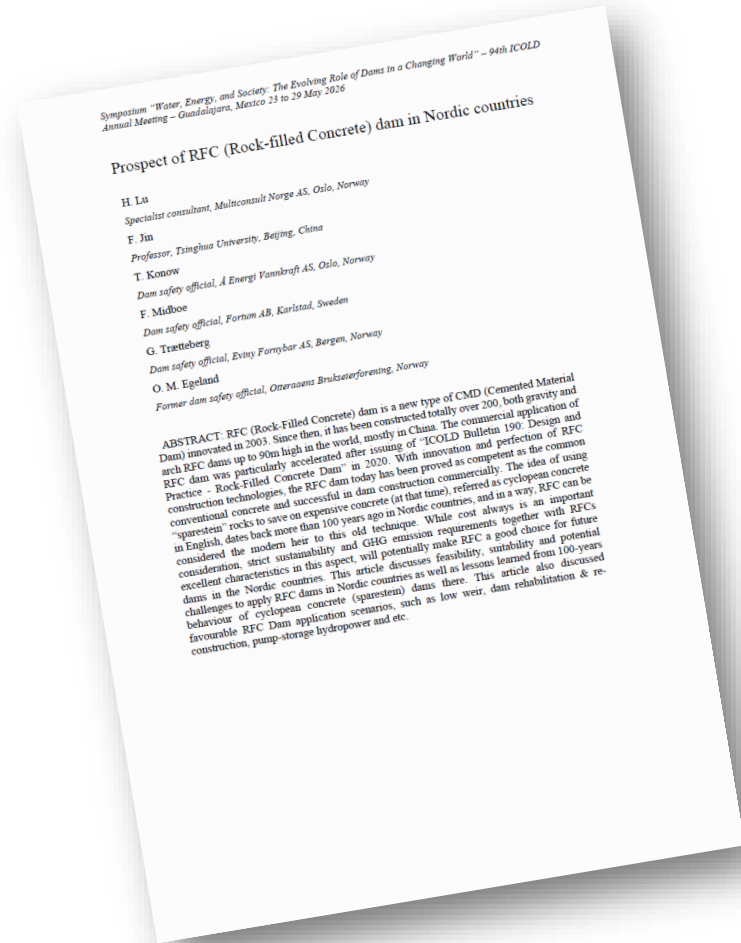 Symposium "Water, Energy, and Society: The Evolving Role of Dams in a Changing World" – 94th ICOLD
Annual Meeting – Guadalajara, Mexico 23 to 29 May 2026
Prospect of RFC (Rock-filled Concrete) dam in Nordic countries
H. Lu
Specialist consultant, Multiconsult Norge AS, Oslo, Norway
F. Jin
Professor, Tsinghua University, Beijing, China
T. Konow
Dam safety official, Å Energi Vannkraft AS, Oslo, Norway
F. Midboe
Dam safety official, Fortum AB, Karlstad, Sweden
G. Trætteberg
Dam safety official, Eviny Fornybar AS, Bergen, Norway
O. M. Egeland
Former dam safety official, Otteraaens Brukseierforening, Norway
ABSTRACT: RFC (Rock-Filled Concrete) dam is a new type of CMD (Cemented Material
Dam) innovated in 2003. Since then, it has been constructed totally over 200, both gravity and
arch RFC dams up to 90m high in the world, mostly in China. The commercial application of
RFC dam was particularly accelerated after issuing of "ICOLD Bulletin 190: Design and
Practice - Rock-Filled Concrete Dam" in 2020. With innovation and perfection of RFC
construction technologies, the RFC dam today has been proved as competent as the common
conventional concrete and successful in dam construction commercially. The idea of using
"sparestein" rocks to save on expensive concrete (at that time), referred as cyclopean concrete
in English, dates back more than 100 years ago in Nordic countries, and in a way, RFC can be
considered the modern heir to this old technique. While cost always is an important
consideration, strict sustainability and GHG emission requirements together with RFCs
excellent characteristics in this aspect, will potentially make RFC a good choice for future
dams in the Nordic countries. This article discusses feasibility, suitability and potential
challenges to apply RFC dams in Nordic countries as well as lessons learned from 100-years
behaviour of cyclopean concrete (sparestein) dams there. This article also discussed
favourable RFC Dam application scenarios, such as low weir, dam rehabilitation & re-
construction, pump-storage hydropower and etc.